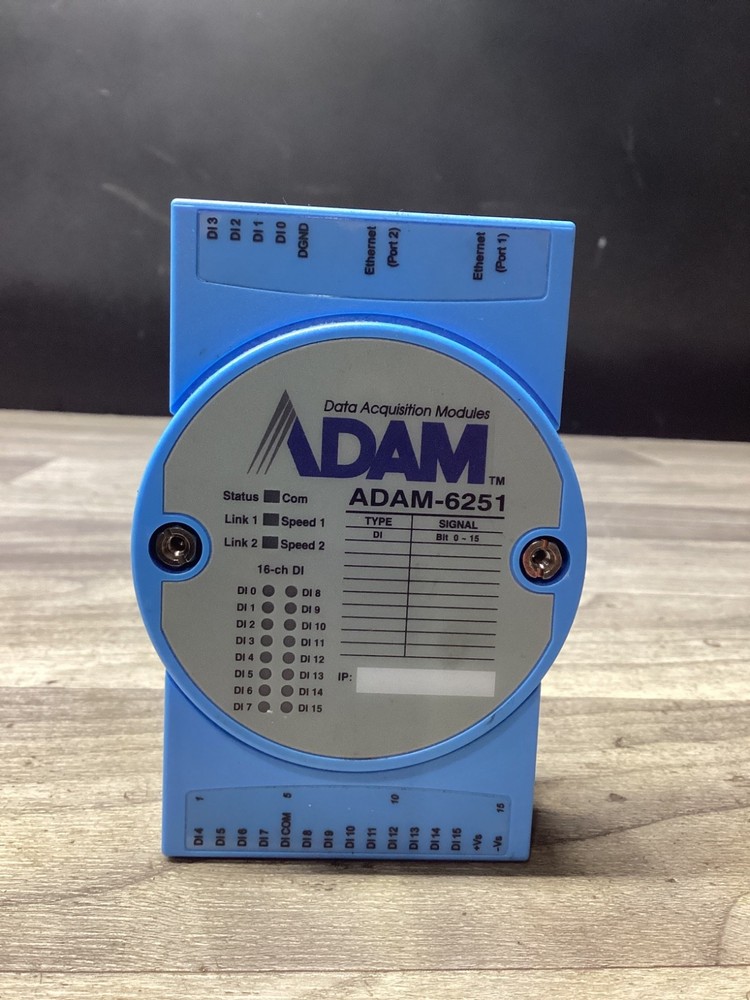 DI 3
DI 2
DI 1
DI 0
DGND
Ethernet
(Port 2)
Ethernet
(Port 1)
Data Acquisition Modules
ADAM™
ADAM-6251
Status Com
Link 1 Speed 1
Link 2 Speed 2
16-ch DI
TYPE SIGNAL
DI Bit 0 ~ 15
DI 0 DI 8
DI 1 DI 9
DI 2 DI 10
DI 3 DI 11
DI 4 DI 12
DI 5 DI 13
DI 6 DI 14
DI 7 DI 15
IP:
1 5 10 15
DI 4
DI 5
DI 6
DI 7
DI COM
DI 8
DI 9
DI 10
DI 11
DI 12
DI 13
DI 14
DI 15
+Vs
-Vs